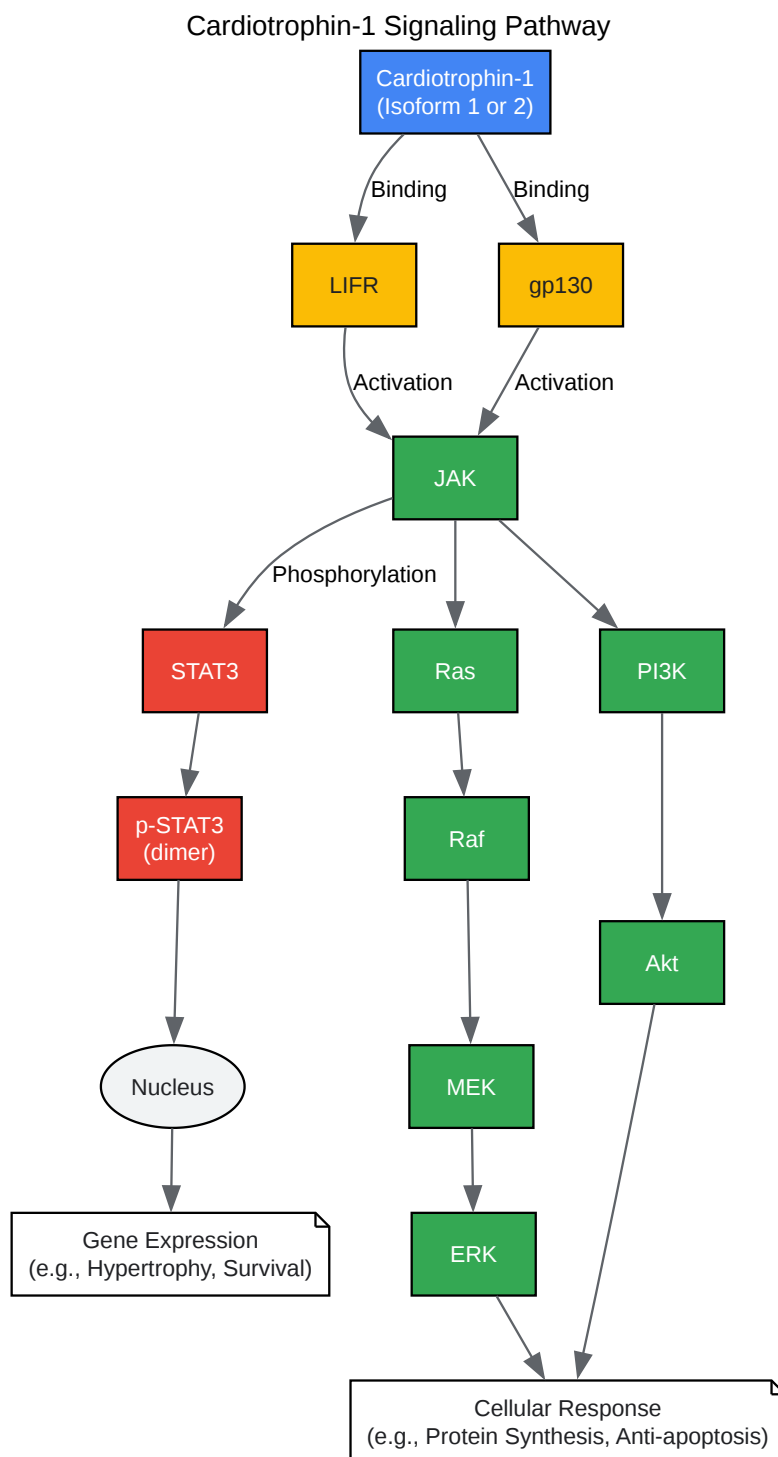 Cardiotrophin-1 Signaling Pathway
Cardiotrophin-1
(Isoform 1 or 2)
Binding
Binding
LIFR
gp130
Activation
Activation
JAK
Phosphorylation
STAT3
Ras
PI3K
p-STAT3
(dimer)
Raf
Akt
Nucleus
MEK
Gene Expression
(e.g., Hypertrophy, Survival)
ERK
Cellular Response
(e.g., Protein Synthesis, Anti-apoptosis)